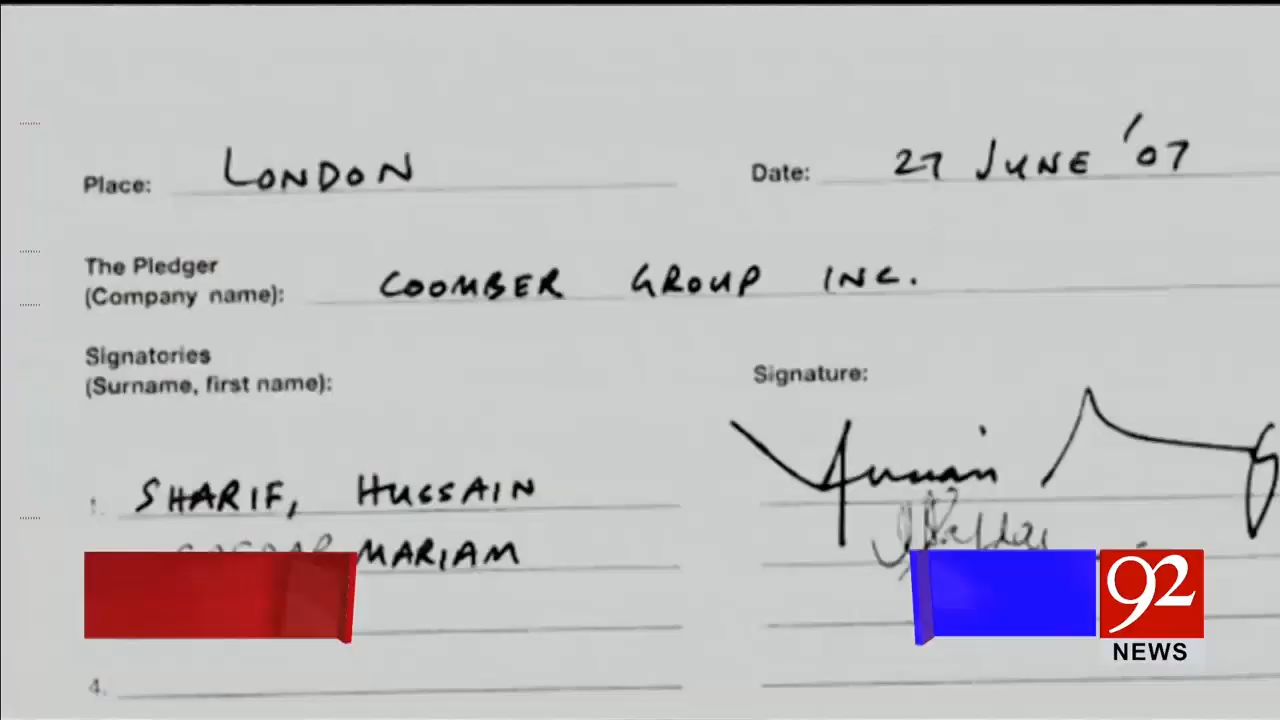 Place: LONDON Date: 27 JUNE '07
The Pledger
(Company name): COOMBER GROUP INC.
Signatories
(Surname, first name): Signature:
1. SHARIF, HUSSAIN
MARIAM
4.
92
NEWS